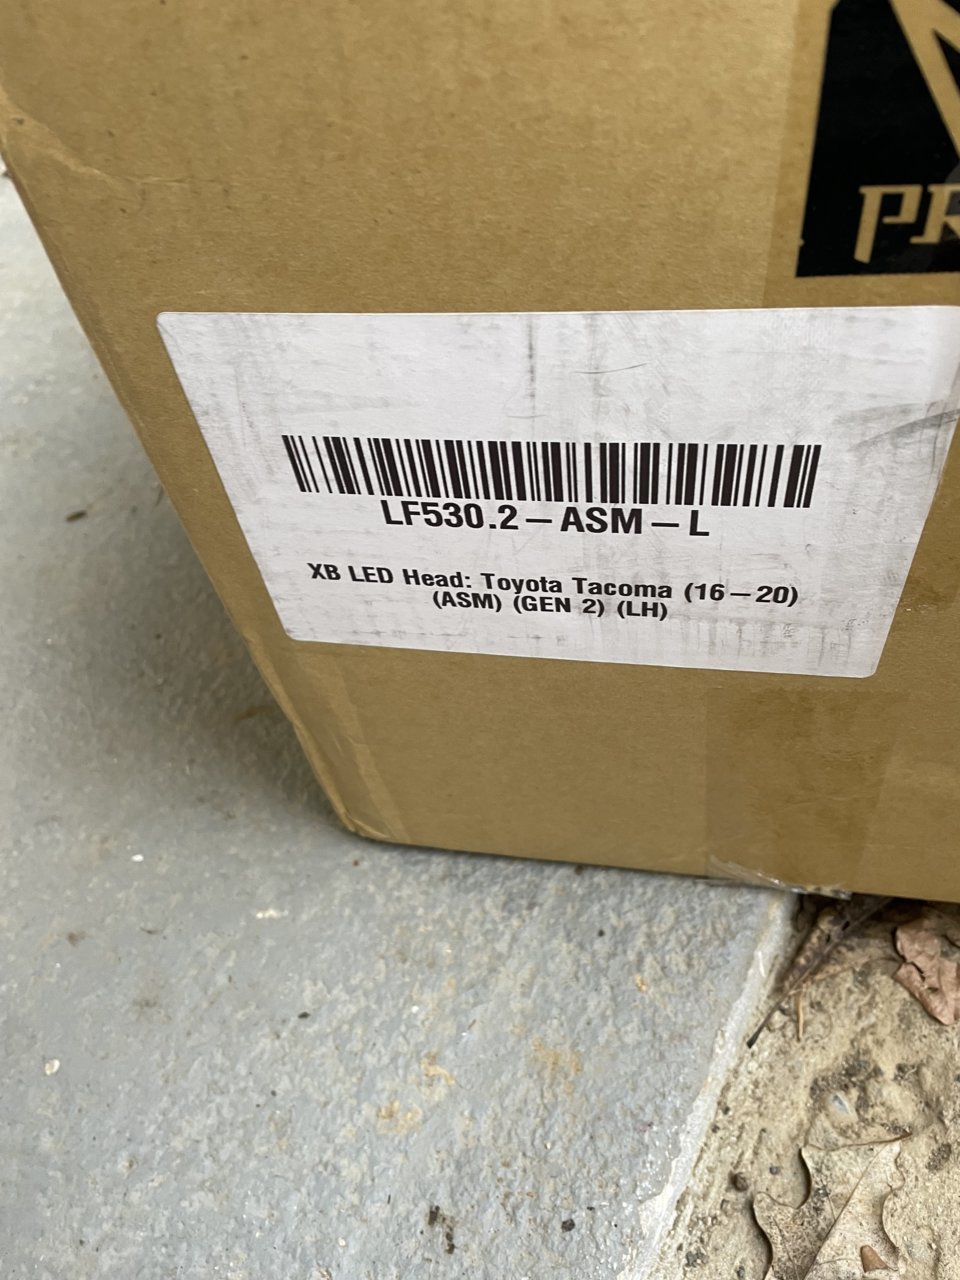 LF530.2-ASM-L
XB LED Head: Toyota Tacoma (16-20)
(ASM) (GEN 2) (LH)